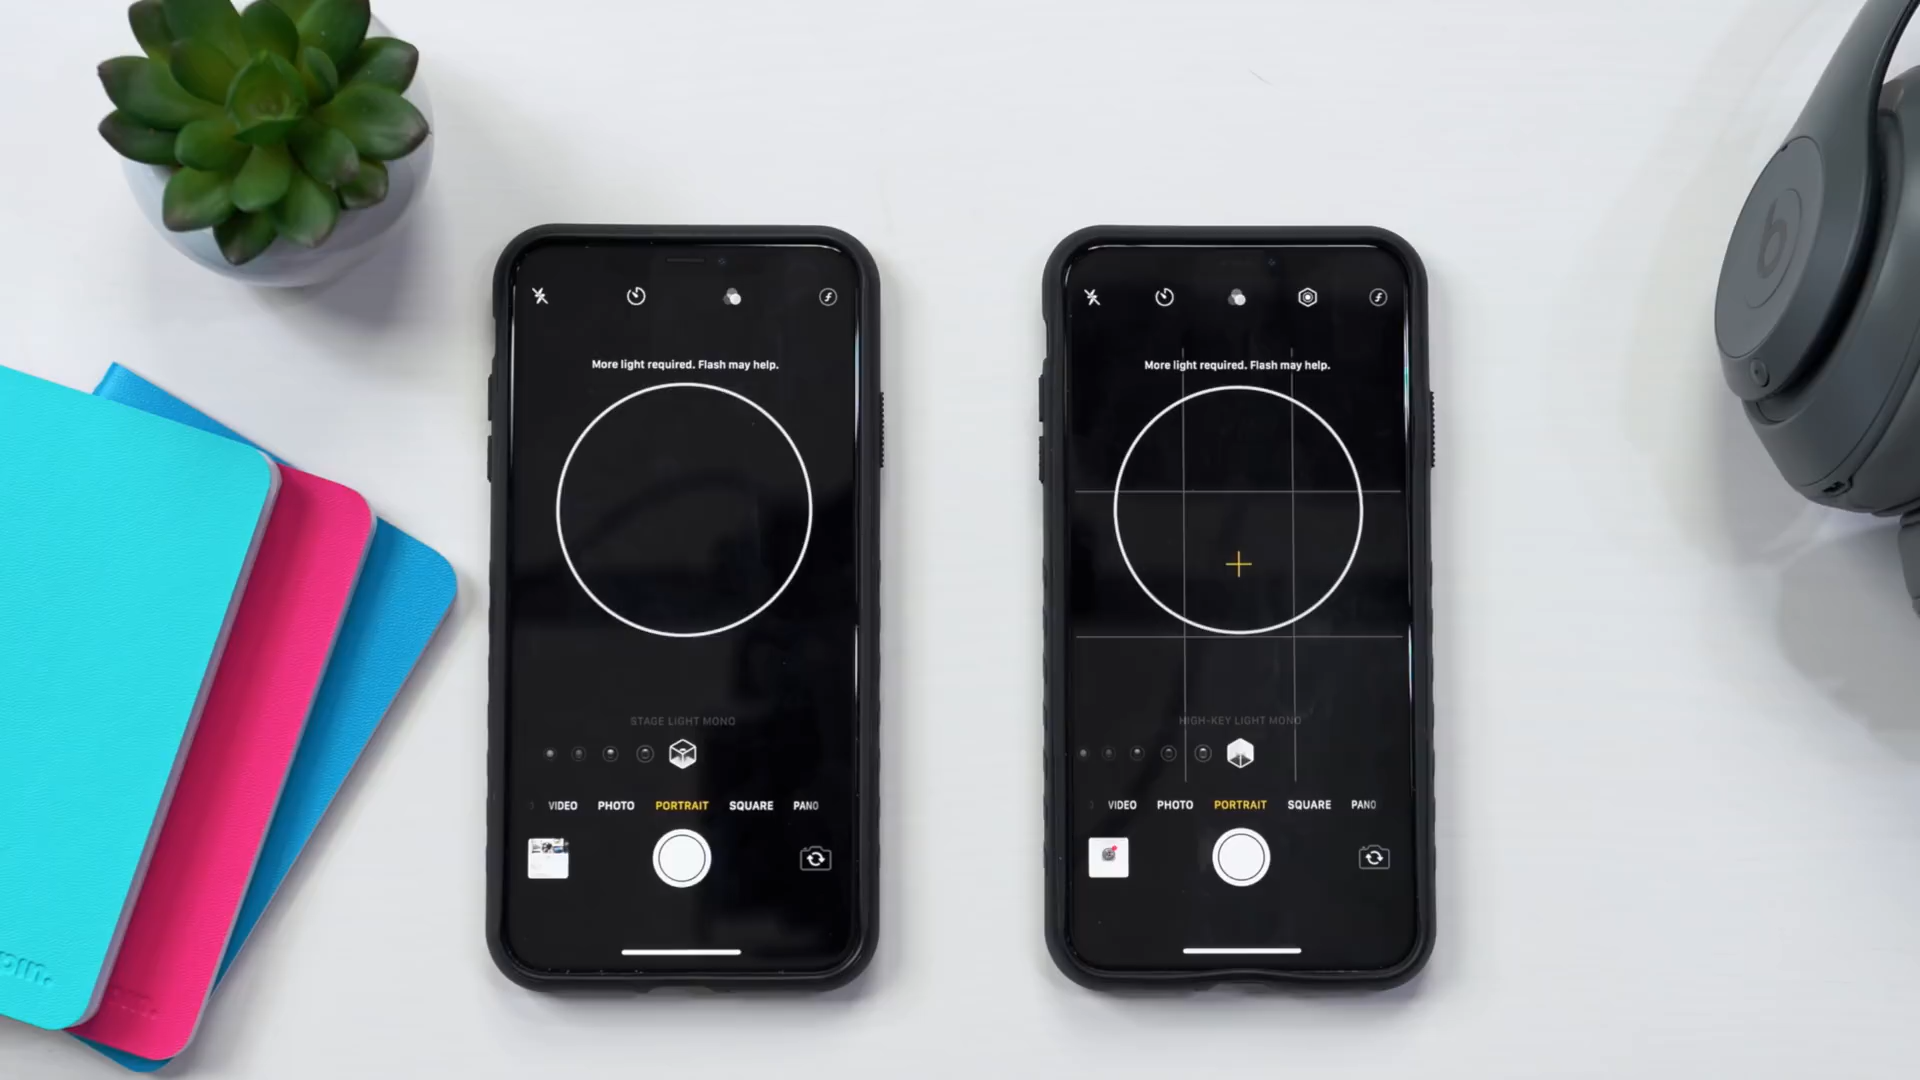 More light required. Flash may help.
STAGE LIGHT MONO
VIDEO PHOTO PORTRAIT SQUARE PANO
More light required. Flash may help.
HIGH-KEY LIGHT MONO
VIDEO PHOTO PORTRAIT SQUARE PANO
b